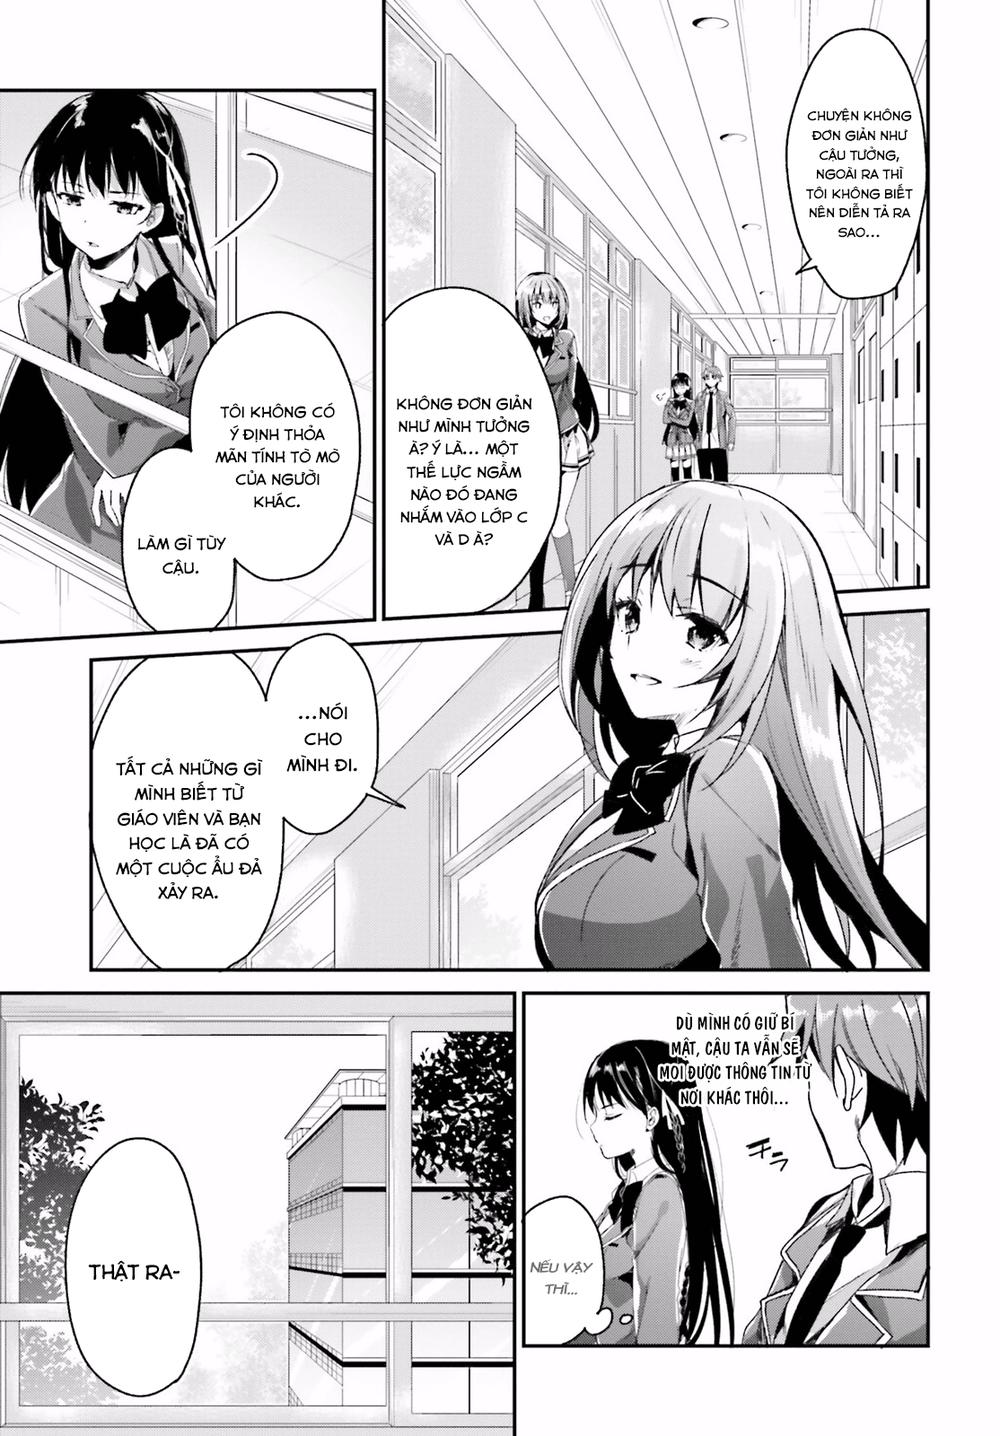 CHUYỆN KHÔNG
ĐƠN GIẢN NHƯ
CẬU TƯỞNG,
NGOÀI RA THÌ
TÔI KHÔNG BIẾT
NÊN DIỄN TẢ RA
SAO...
KHÔNG ĐƠN GIẢN
NHƯ MÌNH TƯỞNG
À? Ý LÀ... MỘT
THẾ LỰC NGẦM
NÀO ĐÓ ĐANG
NHẮM VÀO LỚP C
VÀ D À?
TÔI KHÔNG CÓ
Ý ĐỊNH THỎA
MÃN TÍNH TÒ MÒ
CỦA NGƯỜI
KHÁC.
LÀM GÌ TÙY
CẬU.
...NÓI
CHO
MÌNH ĐI.
TẤT CẢ NHỮNG GÌ
MÌNH BIẾT TỪ
GIÁO VIÊN VÀ BẠN
HỌC LÀ ĐÃ CÓ
MỘT CUỘC ẨU ĐẢ
XẢY RA.
DÙ MÌNH CÓ GIỮ BÍ
MẬT, CẬU TA VẪN SẼ
MOI ĐƯỢC THÔNG TIN TỪ
NƠI KHÁC THÔI...
チラ
NẾU VẬY
THÌ...
THẬT RA-